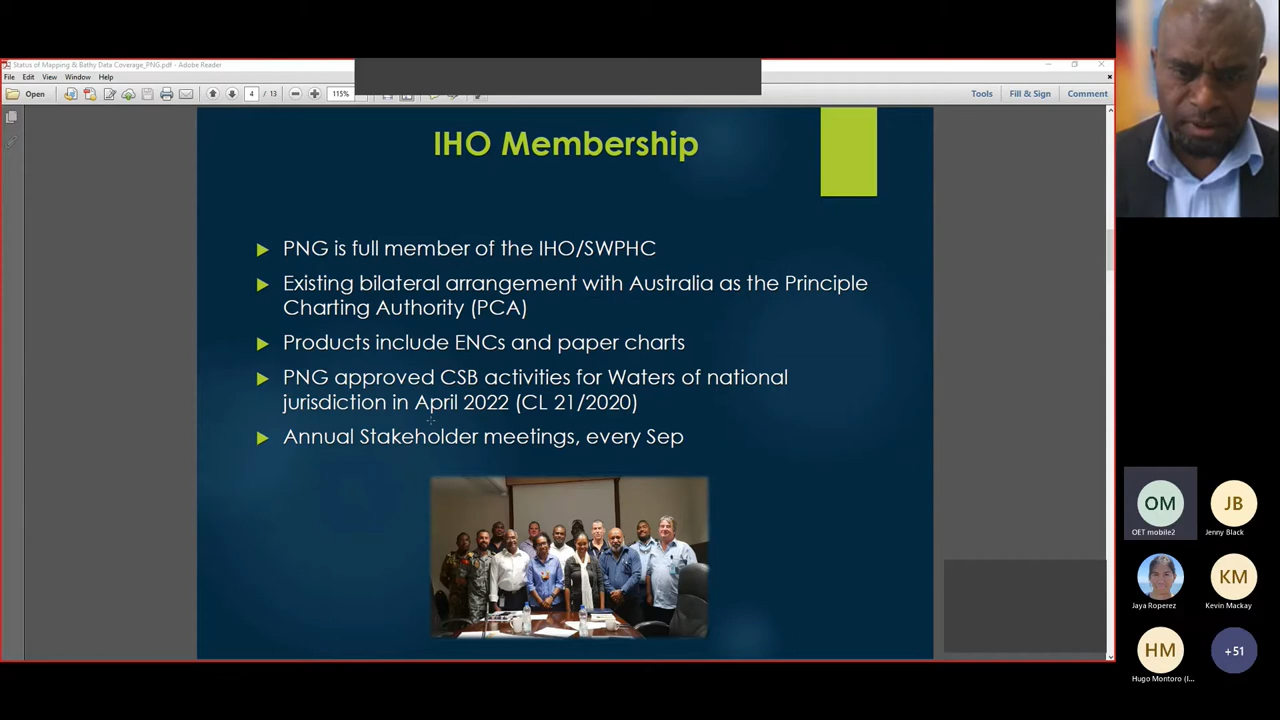 Status of Mapping & Bathy Data Coverage_PNG.pdf - Adobe Reader
File Edit View Window Help
Open 4 / 13 115% Tools Fill & Sign Comment
IHO Membership
PNG is full member of the IHO/SWPHC
Existing bilateral arrangement with Australia as the Principle
Charting Authority (PCA)
Products include ENCs and paper charts
PNG approved CSB activities for Waters of national
jurisdiction in April 2022 (CL 21/2020)
Annual Stakeholder meetings, every Sep
OM
OET mobile2
JB
Jenny Black
Jaya Roperez
KM
Kevin Mackay
HM
Hugo Montoro (I...
+51